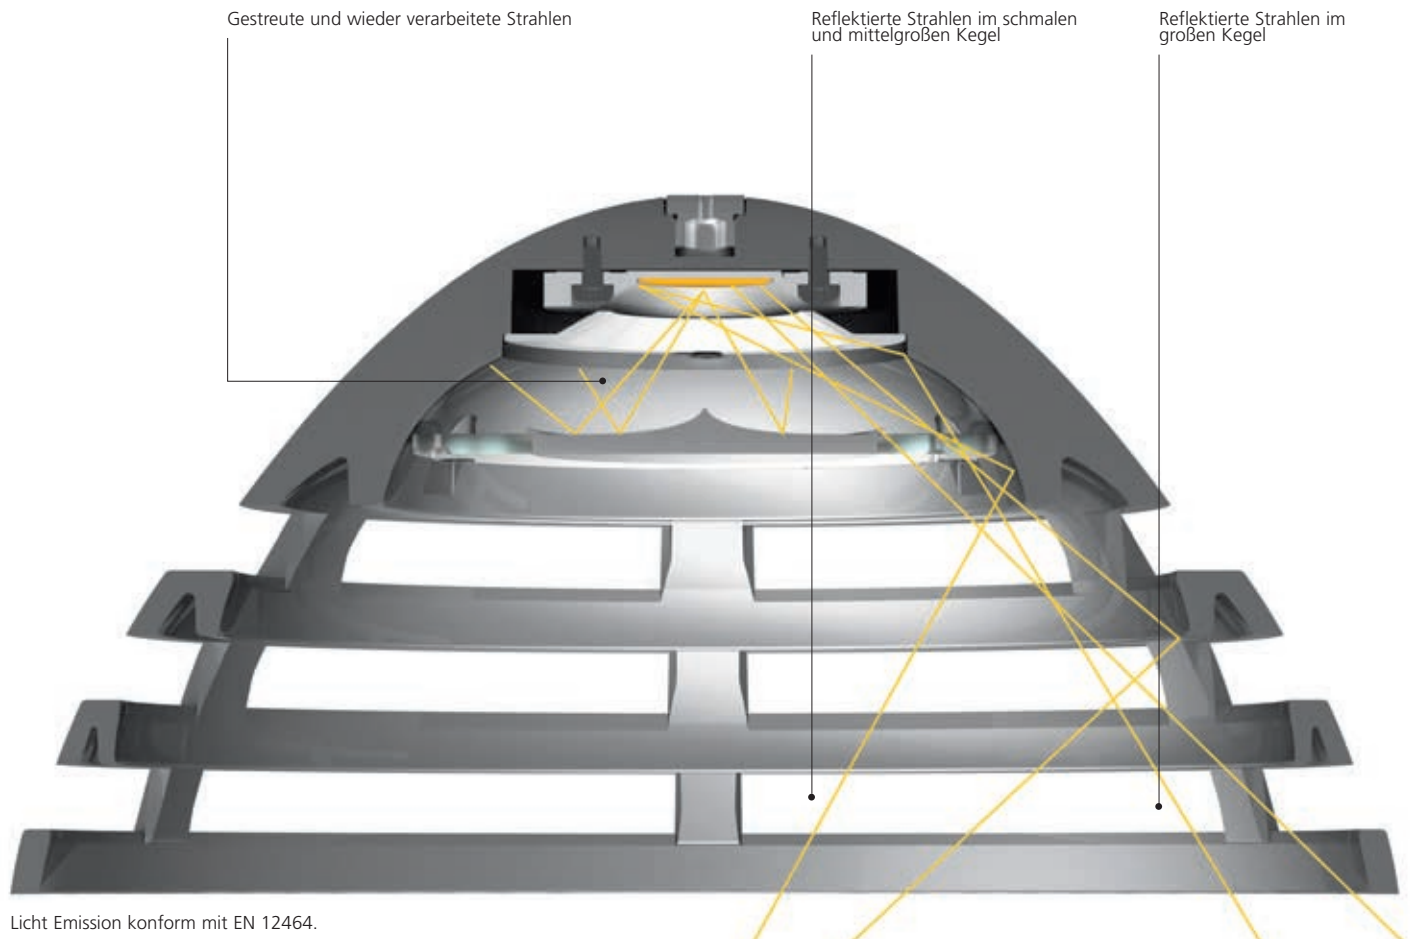 Gestreute und wieder verarbeitete Strahlen
Reflektierte Strahlen im schmalen
und mittelgroßen Kegel
Reflektierte Strahlen im
großen Kegel
Licht Emission konform mit EN 12464.